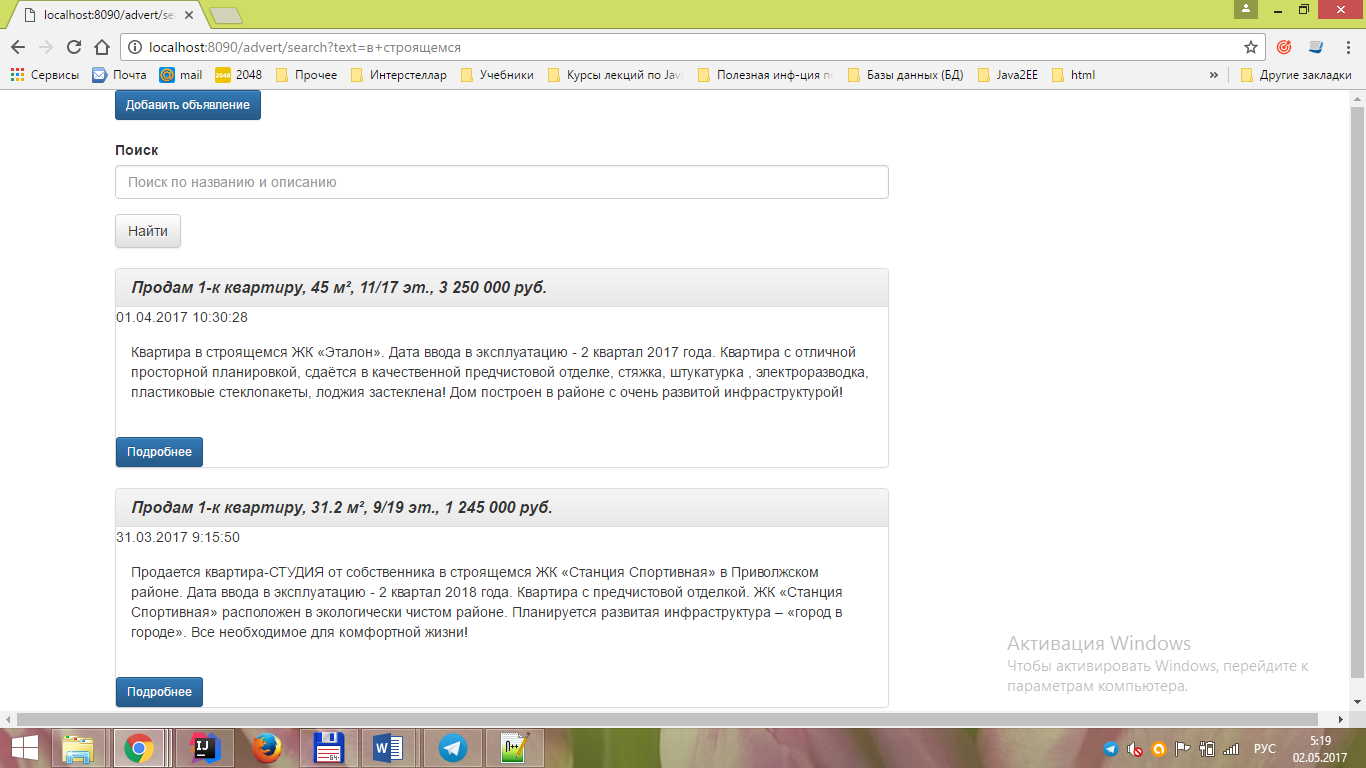 localhost:8090/advert/sea
localhost:8090/advert/search?text=в+строящемся
Сервисы Почта mail 2048 Прочее Интерстеллар Учебники Курсы лекций по Java Полезная инф-ция по Базы данных (БД) Java2EE html » Другие закладки
Добавить объявление
Поиск
Поиск по названию и описанию
Найти
Продам 1-к квартиру, 45 м², 11/17 эт., 3 250 000 руб.
01.04.2017 10:30:28
Квартира в строящемся ЖК «Эталон». Дата ввода в эксплуатацию - 2 квартал 2017 года. Квартира с отличной
просторной планировкой, сдаётся в качественной предчистовой отделке, стяжка, штукатурка , электроразводка,
пластиковые стеклопакеты, лоджия застеклена! Дом построен в районе с очень развитой инфраструктурой!
Подробнее
Продам 1-к квартиру, 31.2 м², 9/19 эт., 1 245 000 руб.
31.03.2017 9:15:50
Продается квартира-СТУДИЯ от собственника в строящемся ЖК «Станция Спортивная» в Приволжском
районе. Дата ввода в эксплуатацию - 2 квартал 2018 года. Квартира с предчистовой отделкой. ЖК «Станция
Спортивная» расположен в экологически чистом районе. Планируется развитая инфраструктура – «город в
городе». Все необходимое для комфортной жизни!
Подробнее
Активация Windows
Чтобы активировать Windows, перейдите к
параметрам компьютера.
РУС
5:19
02.05.2017